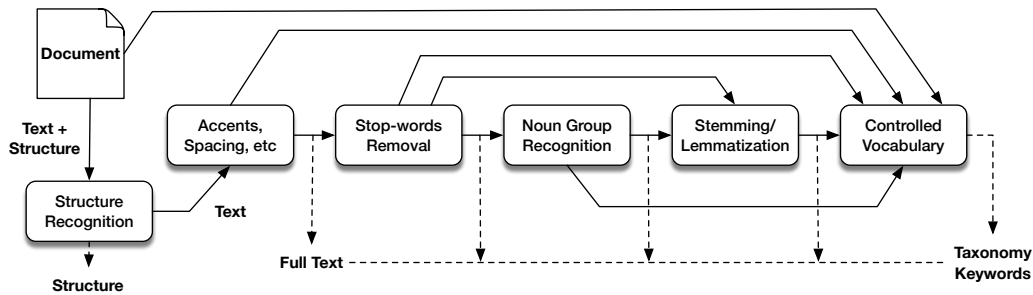 Document
Text +
Structure
Structure
Recognition
Structure
Text
Accents,
Spacing, etc
Stop-words
Removal
Noun Group
Recognition
Stemming/
Lemmatization
Controlled
Vocabulary
Full Text
Taxonomy
Keywords